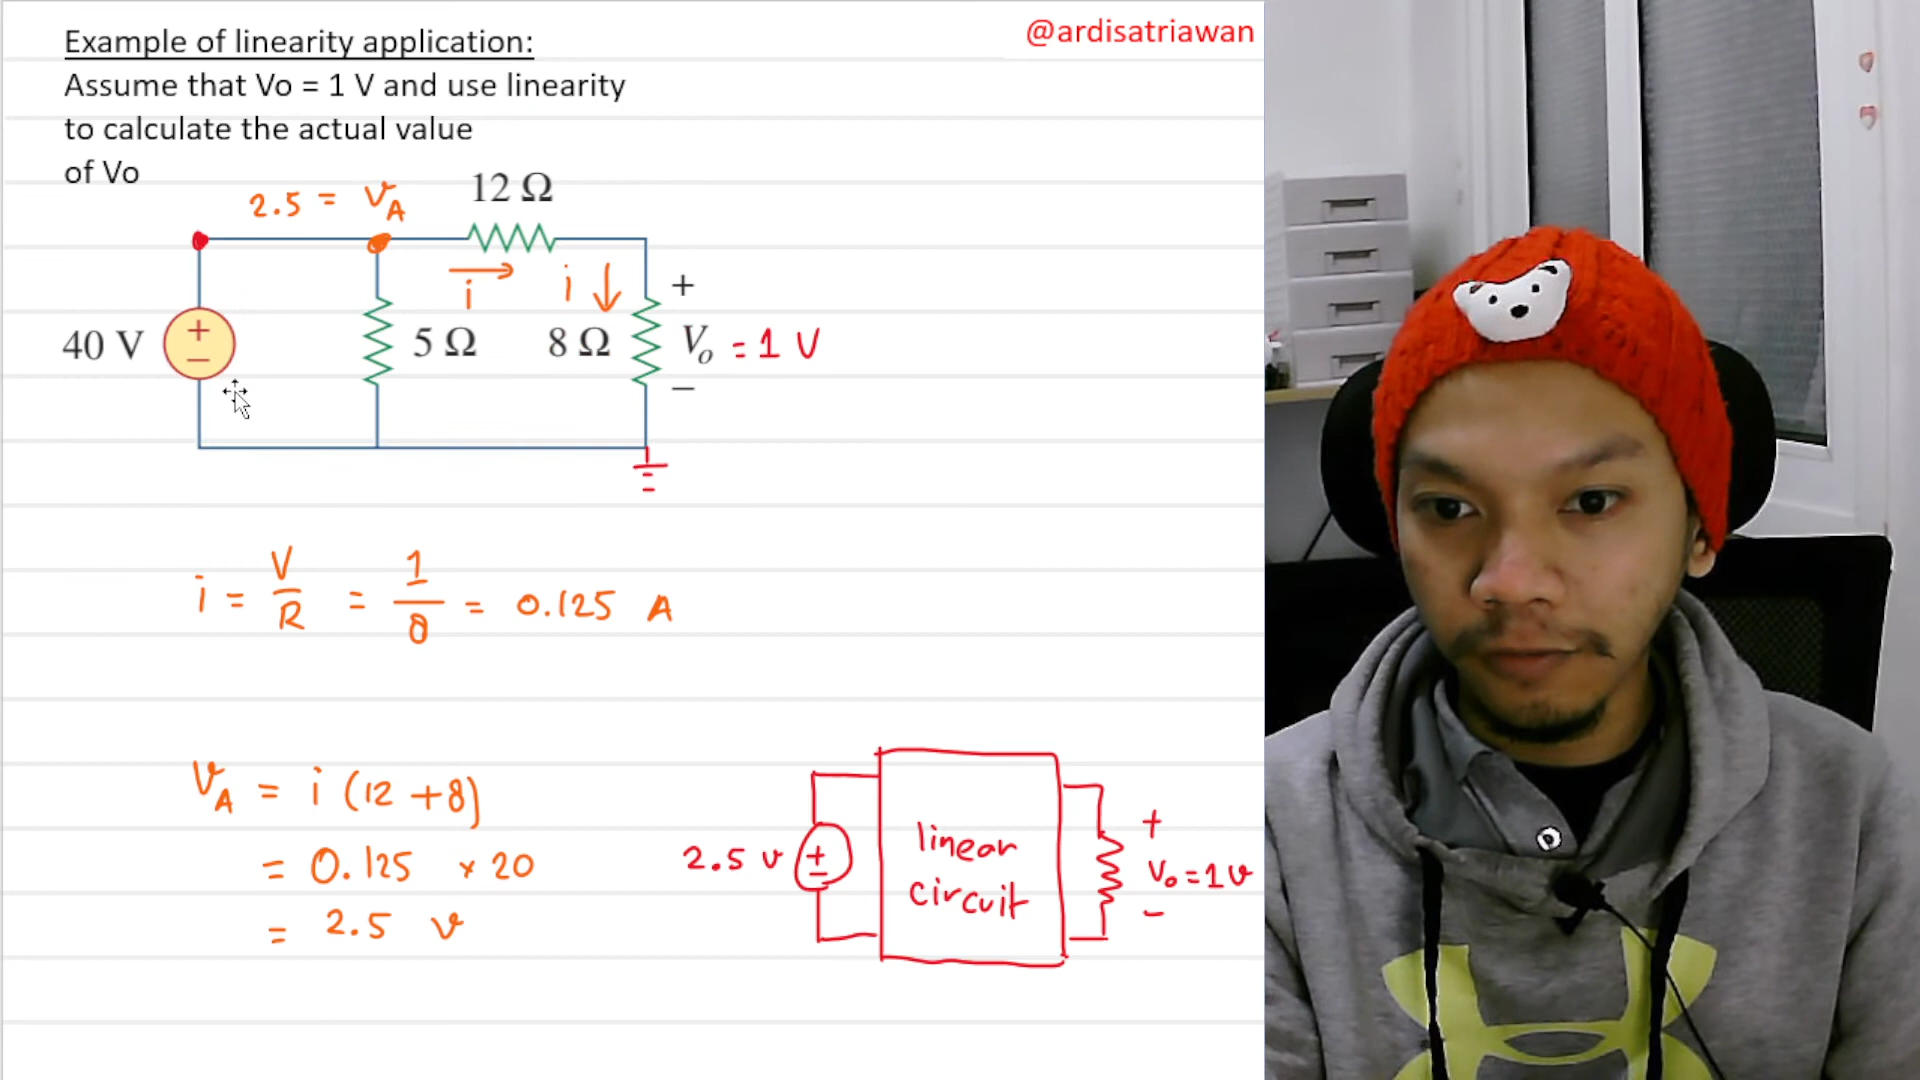 Example of linearity application:
@ardisatriawan
Assume that Vo = 1 V and use linearity
to calculate the actual value
of Vo
2.5 = VA
12 Ω
i
i
+
40 V
+
−
5 Ω
8 Ω
Vo = 1 V
−
i = V/R = 1/8 = 0.125 A
VA = i (12 + 8)
= 0.125 × 20
= 2.5 v
2.5 v
+
−
linear
circuit
+
Vo = 1v
−